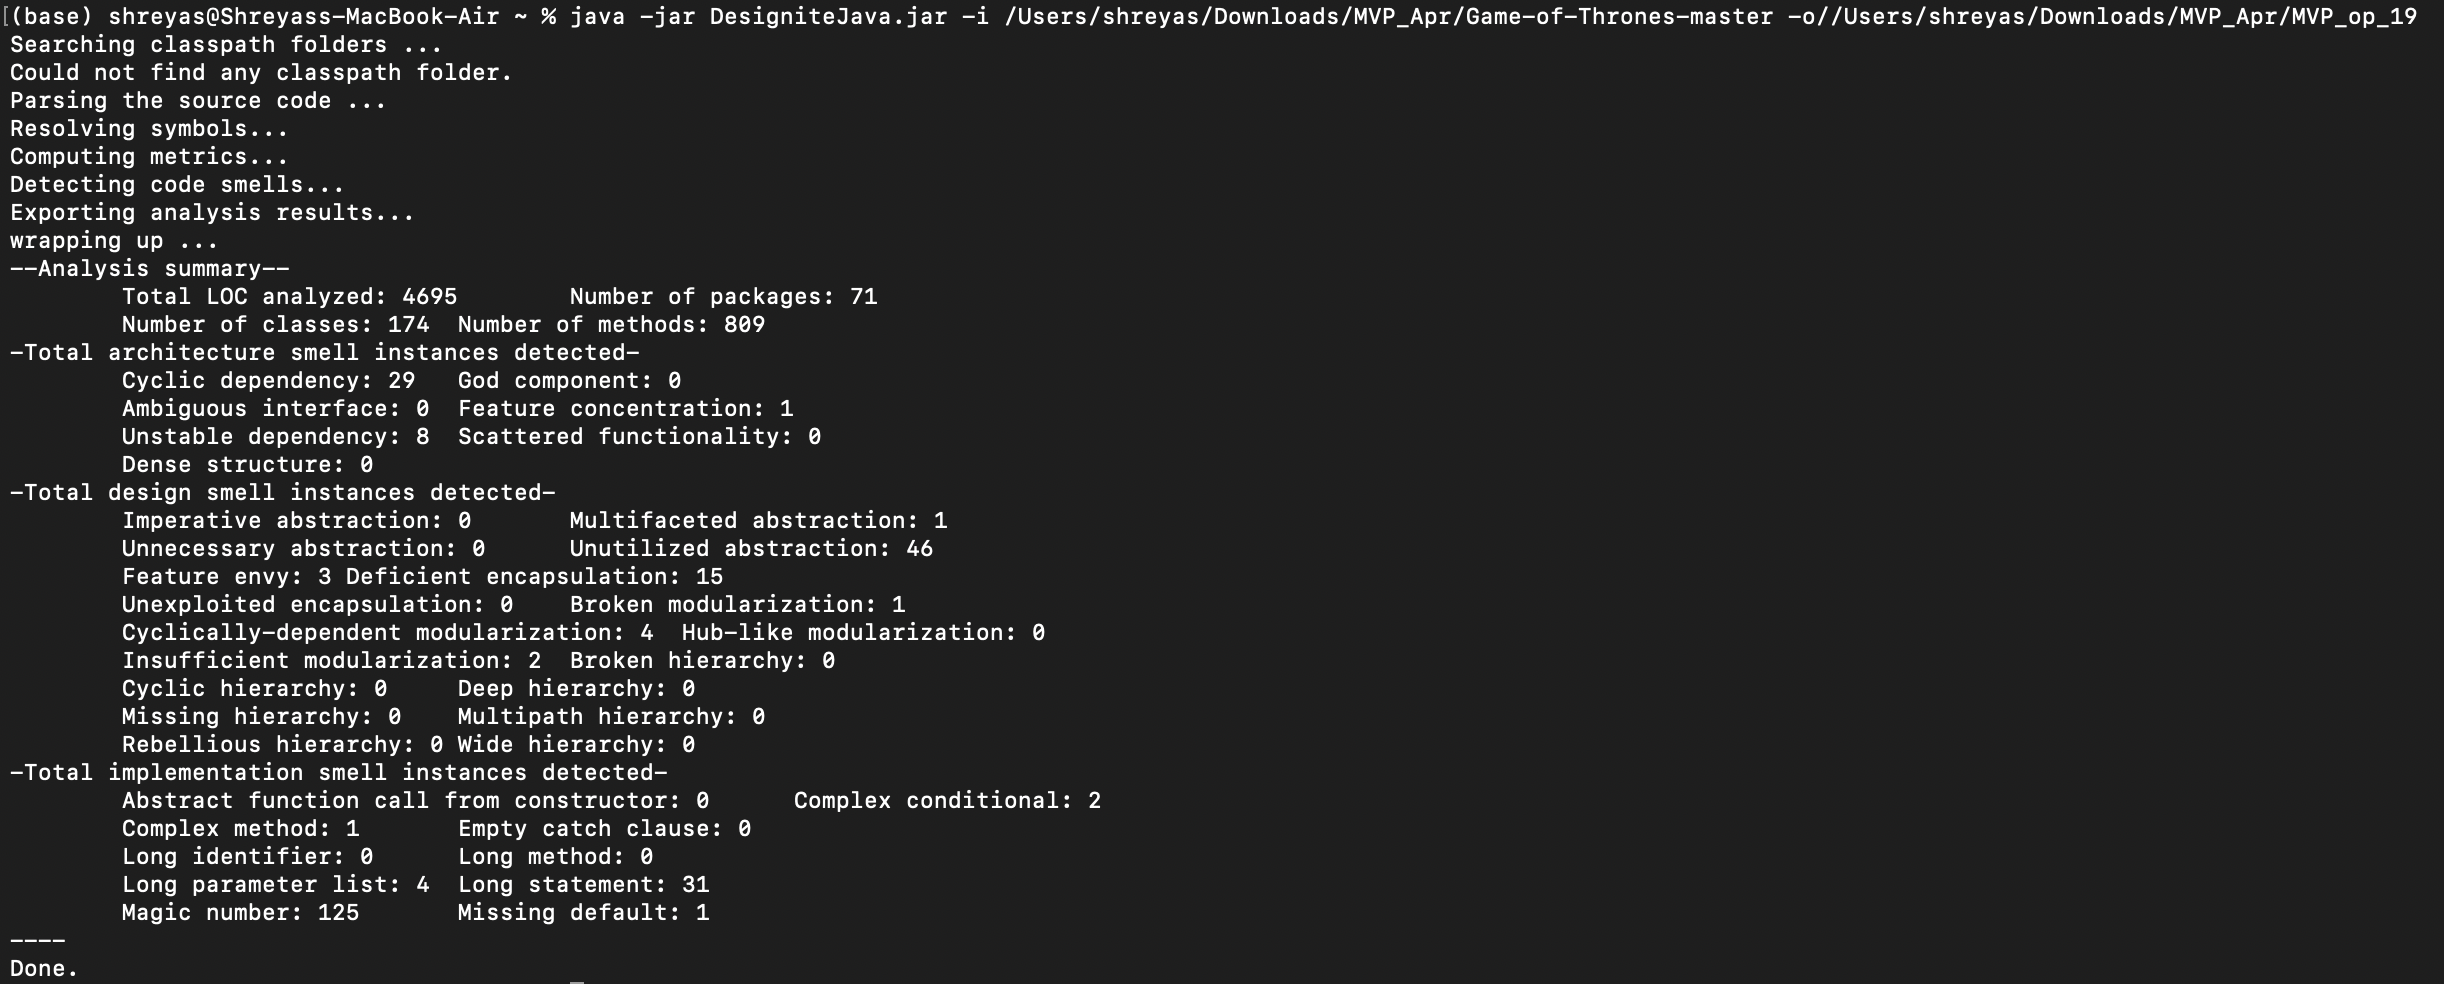 (base) shreyas@Shreyass-MacBook-Air ~ % java -jar DesigniteJava.jar -i /Users/shreyas/Downloads/MVP_Apr/Game-of-Thrones-master -o//Users/shreyas/Downloads/MVP_Apr/MVP_op_19
Searching classpath folders ...
Could not find any classpath folder.
Parsing the source code ...
Resolving symbols...
Computing metrics...
Detecting code smells...
Exporting analysis results...
wrapping up ...
--Analysis summary--
Total LOC analyzed: 4695 Number of packages: 71
Number of classes: 174 Number of methods: 809
-Total architecture smell instances detected-
Cyclic dependency: 29 God component: 0
Ambiguous interface: 0 Feature concentration: 1
Unstable dependency: 8 Scattered functionality: 0
Dense structure: 0
-Total design smell instances detected-
Imperative abstraction: 0 Multifaceted abstraction: 1
Unnecessary abstraction: 0 Unutilized abstraction: 46
Feature envy: 3 Deficient encapsulation: 15
Unexploited encapsulation: 0 Broken modularization: 1
Cyclically-dependent modularization: 4 Hub-like modularization: 0
Insufficient modularization: 2 Broken hierarchy: 0
Cyclic hierarchy: 0 Deep hierarchy: 0
Missing hierarchy: 0 Multipath hierarchy: 0
Rebellious hierarchy: 0 Wide hierarchy: 0
-Total implementation smell instances detected-
Abstract function call from constructor: 0 Complex conditional: 2
Complex method: 1 Empty catch clause: 0
Long identifier: 0 Long method: 0
Long parameter list: 4 Long statement: 31
Magic number: 125 Missing default: 1
----
Done.